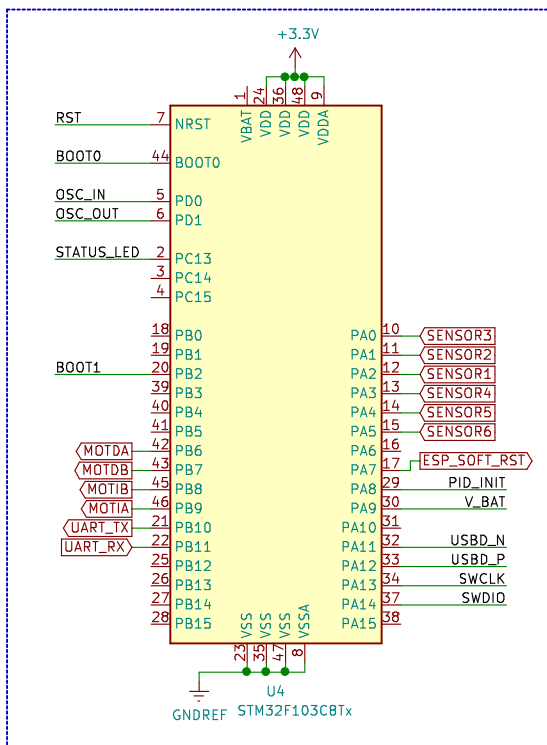 +3.3V
1 24 36 48 9
VBAT VDD VDD VDD VDDA
RST 7 NRST
BOOT0 44 BOOT0
OSC_IN 5 PD0
OSC_OUT 6 PD1
STATUS_LED 2 PC13
3 PC14
4 PC15
18 PB0 PA0 10 SENSOR3
19 PB1 PA1 11 SENSOR2
BOOT1 20 PB2 PA2 12 SENSOR1
39 PB3 PA3 13 SENSOR4
40 PB4 PA4 14 SENSOR5
41 PB5 PA5 15 SENSOR6
MOTDA 42 PB6 PA6 16
MOTDB 43 PB7 PA7 17 ESP_SOFT_RST
MOTIB 45 PB8 PA8 29 PID_INIT
MOTIA 46 PB9 PA9 30 V_BAT
UART_TX 21 PB10 PA10 31
UART_RX 22 PB11 PA11 32 USBD_N
25 PB12 PA12 33 USBD_P
26 PB13 PA13 34 SWCLK
27 PB14 PA14 37 SWDIO
28 PB15 PA15 38
VSS VSS VSS VSSA
23 35 47 8
U4
GNDREF STM32F103C8Tx